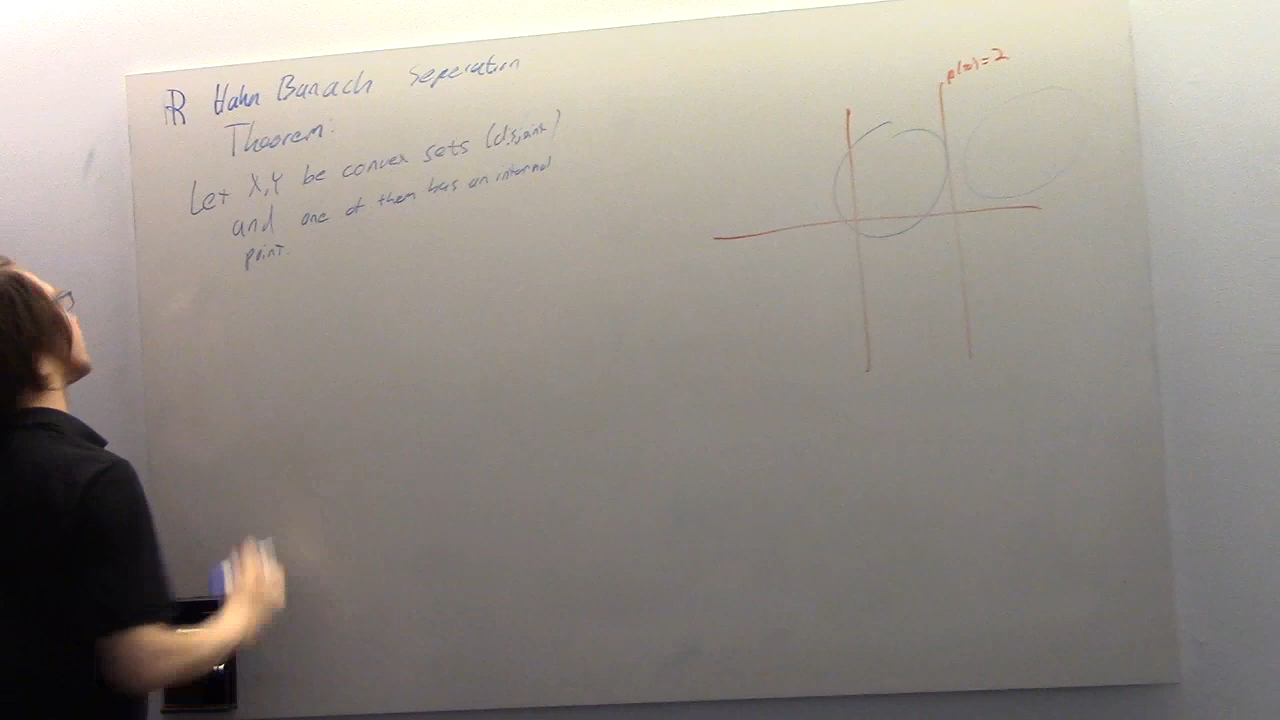 ℝ Hahn Banach Seperation
Theorem:
Let X,Y be convex sets (disjoint)
and one of them has an internal
point.
p(x)=2